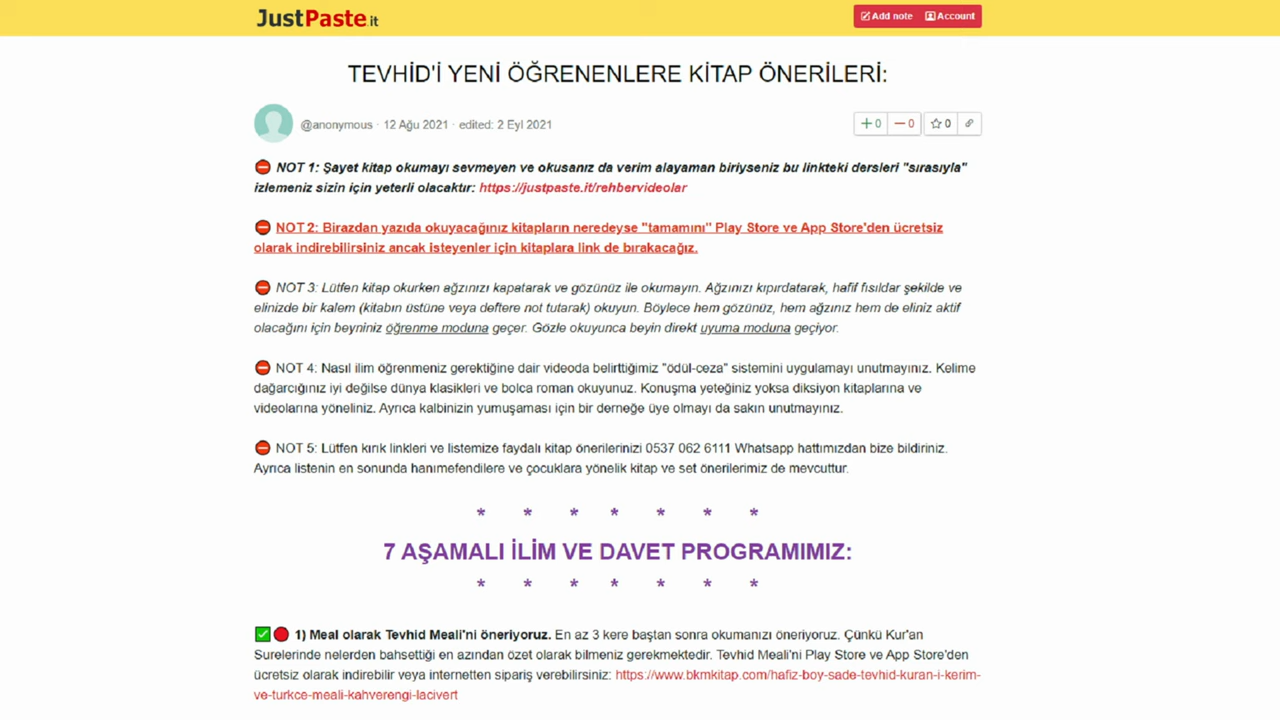 JustPaste.it
Add note Account
TEVHİD'İ YENİ ÖĞRENENLERE KİTAP ÖNERİLERİ:
@anonymous · 12 Ağu 2021 · edited: 2 Eyl 2021
+ 0 — 0 ☆ 0
⛔ NOT 1: Şayet kitap okumayı sevmeyen ve okusanız da verim alayaman biriyseniz bu linkteki dersleri "sırasıyla"
izlemeniz sizin için yeterli olacaktır: https://justpaste.it/rehbervideolar
⛔ NOT 2: Birazdan yazıda okuyacağınız kitapların neredeyse "tamamını" Play Store ve App Store'den ücretsiz
olarak indirebilirsiniz ancak isteyenler için kitaplara link de bırakacağız.
⛔ NOT 3: Lütfen kitap okurken ağzınızı kapatarak ve gözünüz ile okumayın. Ağzınızı kıpırdatarak, hafif fısıldar şekilde ve
elinizde bir kalem (kitabın üstüne veya deftere not tutarak) okuyun. Böylece hem gözünüz, hem ağzınız hem de eliniz aktif
olacağını için beyniniz öğrenme moduna geçer. Gözle okuyunca beyin direkt uyuma moduna geçiyor.
⛔ NOT 4: Nasıl ilim öğrenmeniz gerektiğine dair videoda belirttiğimiz "ödül-ceza" sistemini uygulamayı unutmayınız. Kelime
dağarcığınız iyi değilse dünya klasikleri ve bolca roman okuyunuz. Konuşma yeteğiniz yoksa diksiyon kitaplarına ve
videolarına yöneliniz. Ayrıca kalbinizin yumuşaması için bir derneğe üye olmayı da sakın unutmayınız.
⛔ NOT 5: Lütfen kırık linkleri ve listemize faydalı kitap önerilerinizi 0537 062 6111 Whatsapp hattımızdan bize bildiriniz.
Ayrıca listenin en sonunda hanımefendilere ve çocuklara yönelik kitap ve set önerilerimiz de mevcuttur.
* * * * * * *
7 AŞAMALI İLİM VE DAVET PROGRAMIMIZ:
* * * * * * *
✅🔴 1) Meal olarak Tevhid Meali'ni öneriyoruz. En az 3 kere baştan sonra okumanızı öneriyoruz. Çünkü Kur'an
Surelerinde nelerden bahsettiği en azından özet olarak bilmeniz gerekmektedir. Tevhid Meali'ni Play Store ve App Store'den
ücretsiz olarak indirebilir veya internetten sipariş verebilirsiniz: https://www.bkmkitap.com/hafiz-boy-sade-tevhid-kuran-i-kerim-
ve-turkce-meali-kahverengi-lacivert